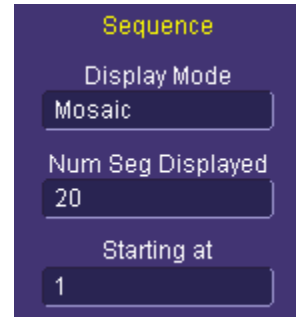 Sequence
Display Mode
Mosaic
Num Seg Displayed
20
Starting at
1